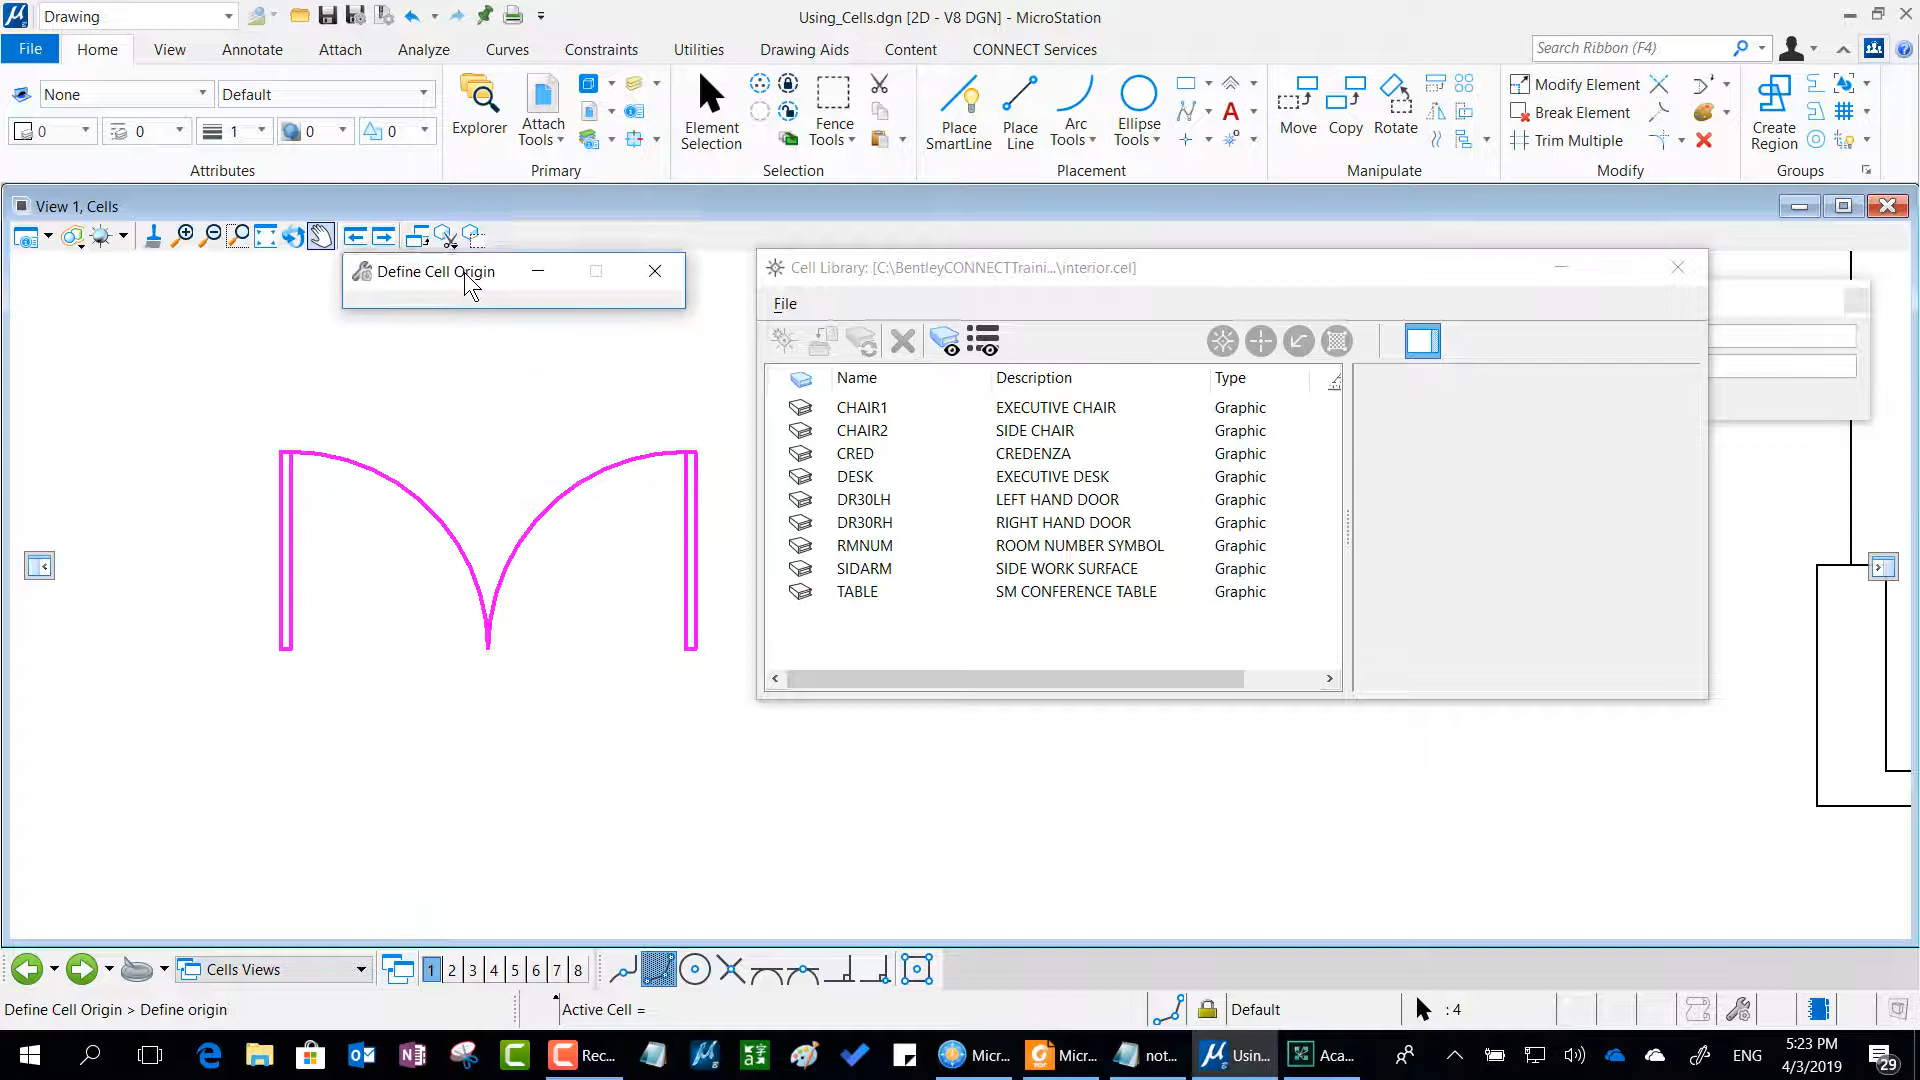 Drawing
Using_Cells.dgn [2D - V8 DGN] - MicroStation
File
Home
View
Annotate
Attach
Analyze
Curves
Constraints
Utilities
Drawing Aids
Content
CONNECT Services
Search Ribbon (F4)
None
Default
0
0
1
0
0
Attributes
Explorer
Attach
Tools
Primary
Element
Selection
Fence
Tools
Selection
Place
SmartLine
Place
Line
Arc
Tools
Ellipse
Tools
Placement
Move
Copy
Rotate
Manipulate
Modify Element
Break Element
Trim Multiple
Modify
Create
Region
Groups
View 1, Cells
Define Cell Origin
Cell Library: [C:\BentleyCONNECTTraini...\interior.cel]
File
Name Description Type
CHAIR1 EXECUTIVE CHAIR Graphic
CHAIR2 SIDE CHAIR Graphic
CRED CREDENZA Graphic
DESK EXECUTIVE DESK Graphic
DR30LH LEFT HAND DOOR Graphic
DR30RH RIGHT HAND DOOR Graphic
RMNUM ROOM NUMBER SYMBOL Graphic
SIDARM SIDE WORK SURFACE Graphic
TABLE SM CONFERENCE TABLE Graphic
Cells Views
1 2 3 4 5 6 7 8
Define Cell Origin > Define origin
Active Cell =
Default
: 4
Rec...
Micr...
Micr...
not...
Usin...
Aca...
ENG
5:23 PM
4/3/2019
29